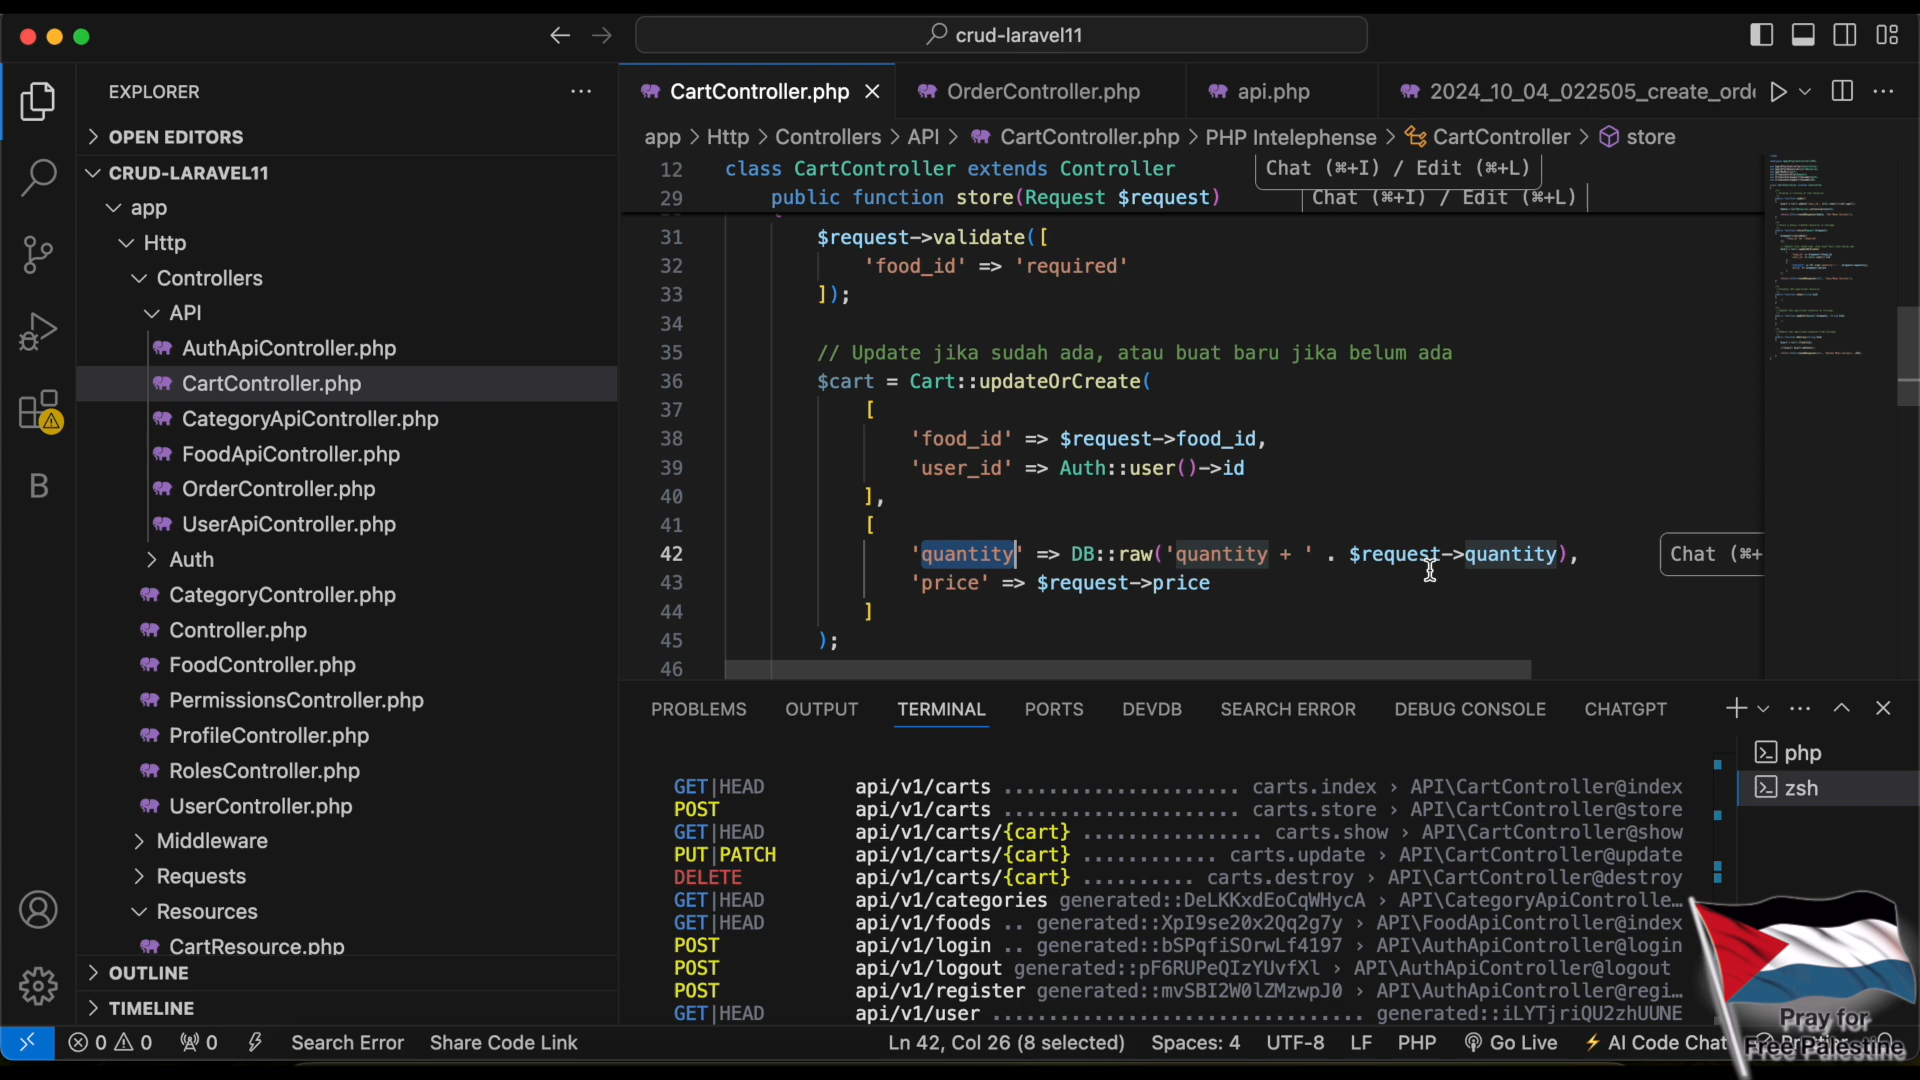 crud-laravel11
EXPLORER
OPEN EDITORS
CRUD-LARAVEL11
app
Http
Controllers
API
AuthApiController.php
CartController.php
CategoryApiController.php
FoodApiController.php
OrderController.php
UserApiController.php
Auth
CategoryController.php
Controller.php
FoodController.php
PermissionsController.php
ProfileController.php
RolesController.php
UserController.php
Middleware
Requests
Resources
CartResource.php
OUTLINE
TIMELINE
CartController.php
OrderController.php
api.php
2024_10_04_022505_create_orde
app > Http > Controllers > API > CartController.php > PHP Intelephense > CartController > store
12 class CartController extends Controller
Chat (⌘+I) / Edit (⌘+L)
29 public function store(Request $request)
Chat (⌘+I) / Edit (⌘+L)
31 $request->validate([
32 'food_id' => 'required'
33 ]);
34
35 // Update jika sudah ada, atau buat baru jika belum ada
36 $cart = Cart::updateOrCreate(
37 [
38 'food_id' => $request->food_id,
39 'user_id' => Auth::user()->id
40 ],
41 [
42 'quantity' => DB::raw('quantity + ' . $request->quantity),
Chat (⌘+
43 'price' => $request->price
44 ]
45 );
46
PROBLEMS OUTPUT TERMINAL PORTS DEVDB SEARCH ERROR DEBUG CONSOLE CHATGPT
php
zsh
GET|HEAD api/v1/carts ..................... carts.index › API\CartController@index
POST api/v1/carts ..................... carts.store › API\CartController@store
GET|HEAD api/v1/carts/{cart} ................ carts.show › API\CartController@show
PUT|PATCH api/v1/carts/{cart} ............ carts.update › API\CartController@update
DELETE api/v1/carts/{cart} .......... carts.destroy › API\CartController@destroy
GET|HEAD api/v1/categories generated::DeLKKxdEoCqWHycA › API\CategoryApiControlle…
GET|HEAD api/v1/foods .. generated::XpI9se20x2Qq2g7y › API\FoodApiController@index
POST api/v1/login .. generated::bSPqfiSOrwLf4197 › API\AuthApiController@login
POST api/v1/logout generated::pF6RUPeQIzYUvfXl › API\AuthApiController@logout
POST api/v1/register generated::mvSBI2W0lZMzwpJ0 › API\AuthApiController@regi…
GET|HEAD api/v1/user ................................. generated::iLYTjriQU2zhUUNE
Pray for
Free Palestine
0 0 0 Search Error Share Code Link
Ln 42, Col 26 (8 selected) Spaces: 4 UTF-8 LF PHP Go Live AI Code Chat
B